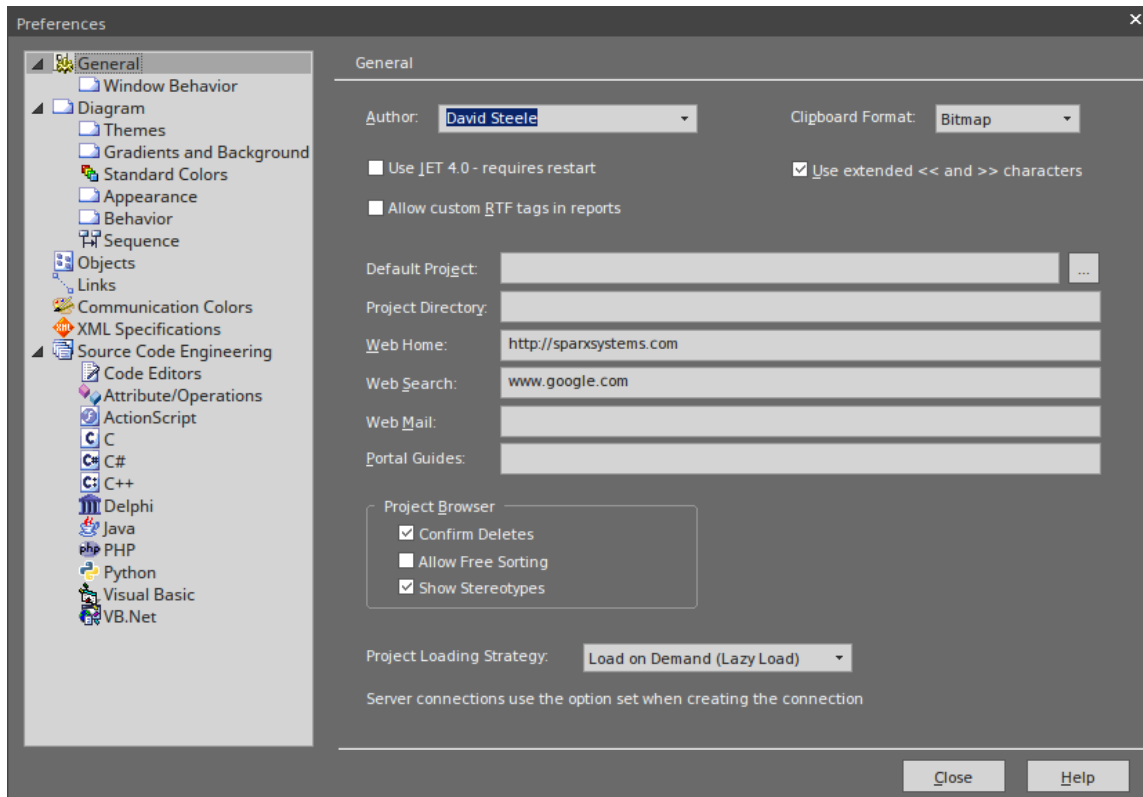 Preferences
General
Window Behavior
Diagram
Themes
Gradients and Background
Standard Colors
Appearance
Behavior
Sequence
Objects
Links
Communication Colors
XML Specifications
Source Code Engineering
Code Editors
Attribute/Operations
ActionScript
C
C#
C++
Delphi
Java
PHP
Python
Visual Basic
VB.Net
General
Author: David Steele Clipboard Format: Bitmap
Use JET 4.0 - requires restart Use extended << and >> characters
Allow custom RTF tags in reports
Default Project: ...
Project Directory:
Web Home: http://sparxsystems.com
Web Search: www.google.com
Web Mail:
Portal Guides:
Project Browser
Confirm Deletes
Allow Free Sorting
Show Stereotypes
Project Loading Strategy: Load on Demand (Lazy Load)
Server connections use the option set when creating the connection
Close Help